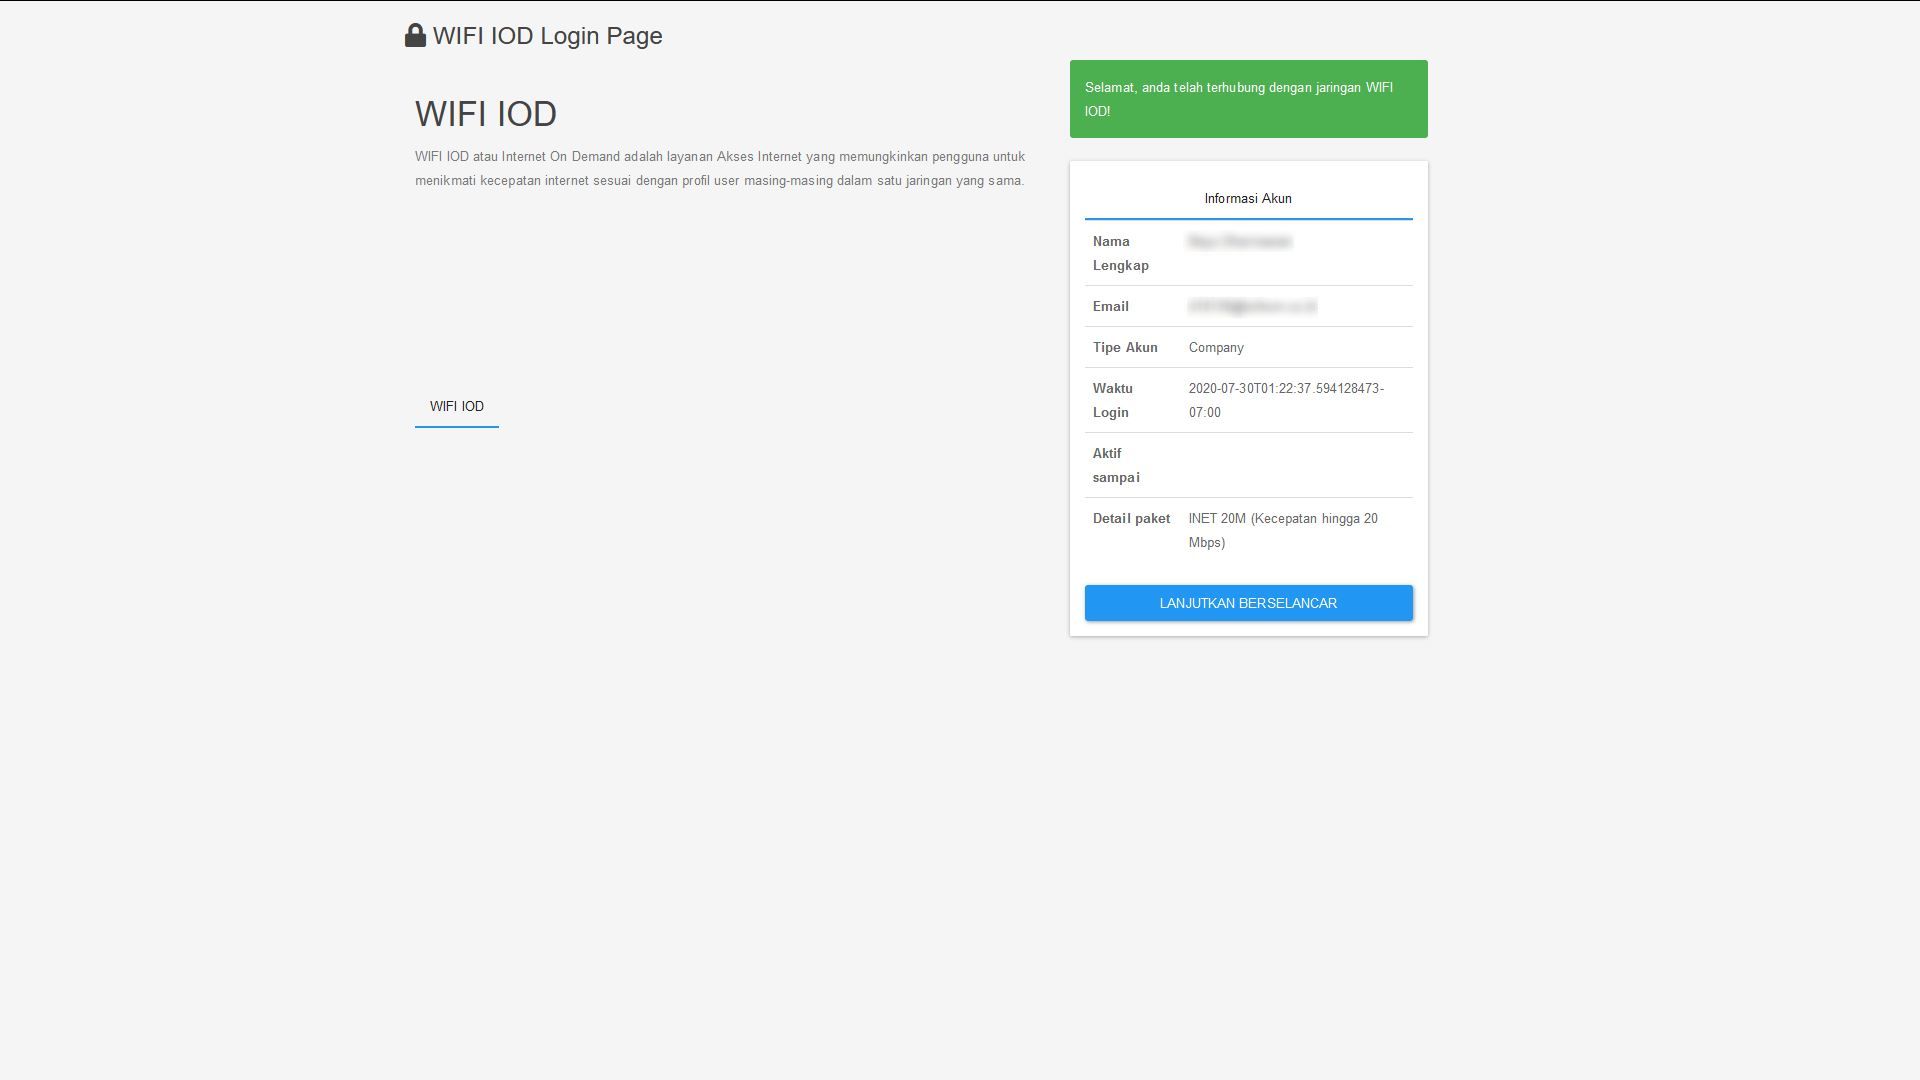 WIFI IOD Login Page
WIFI IOD
WIFI IOD atau Internet On Demand adalah layanan Akses Internet yang memungkinkan pengguna untuk
menikmati kecepatan internet sesuai dengan profil user masing-masing dalam satu jaringan yang sama.
WIFI IOD
Selamat, anda telah terhubung dengan jaringan WIFI
IOD!
Informasi Akun
Nama
Lengkap
Email
Tipe Akun Company
Waktu 2020-07-30T01:22:37.594128473-
Login 07:00
Aktif
sampai
Detail paket INET 20M (Kecepatan hingga 20
Mbps)
LANJUTKAN BERSELANCAR